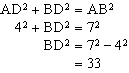 AD² + BD² = AB²
4² + BD² = 7²
BD² = 7² − 4²
= 33